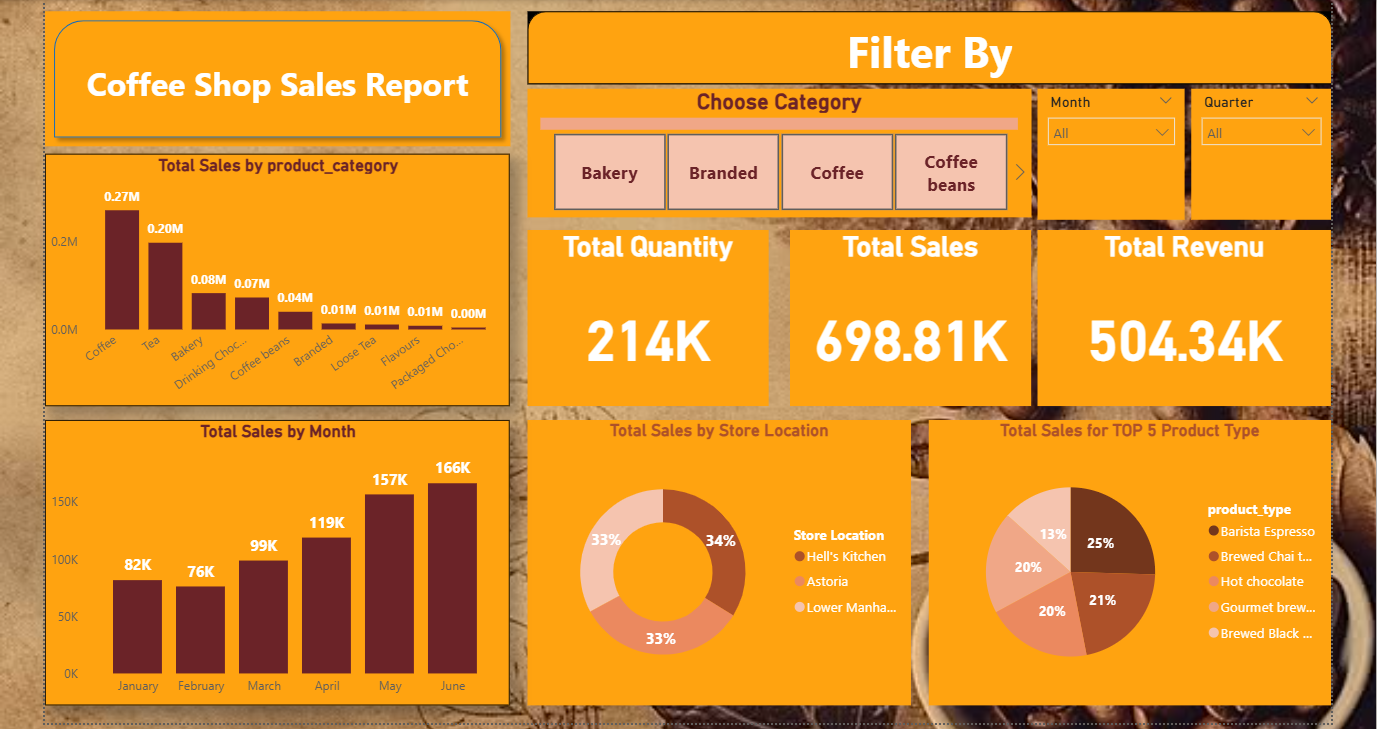 Coffee Shop Sales Report
Filter By
Choose Category
Bakery
Branded
Coffee
Coffee
beans
Month
All
Quarter
All
Total Sales by product_category
0.27M
0.20M
0.08M
0.07M
0.04M
0.01M
0.01M
0.01M
0.00M
0.2M
0.0M
Coffee
Tea
Bakery
Drinking Choc...
Coffee beans
Branded
Loose Tea
Flavours
Packaged Cho...
Total Quantity
214K
Total Sales
698.81K
Total Revenu
504.34K
Total Sales by Month
150K
100K
50K
0K
82K
76K
99K
119K
157K
166K
January
February
March
April
May
June
Total Sales by Store Location
33%
34%
33%
Store Location
Hell's Kitchen
Astoria
Lower Manha...
Total Sales for TOP 5 Product Type
13%
25%
20%
20%
21%
product_type
Barista Espresso
Brewed Chai t...
Hot chocolate
Gourmet brew...
Brewed Black ...